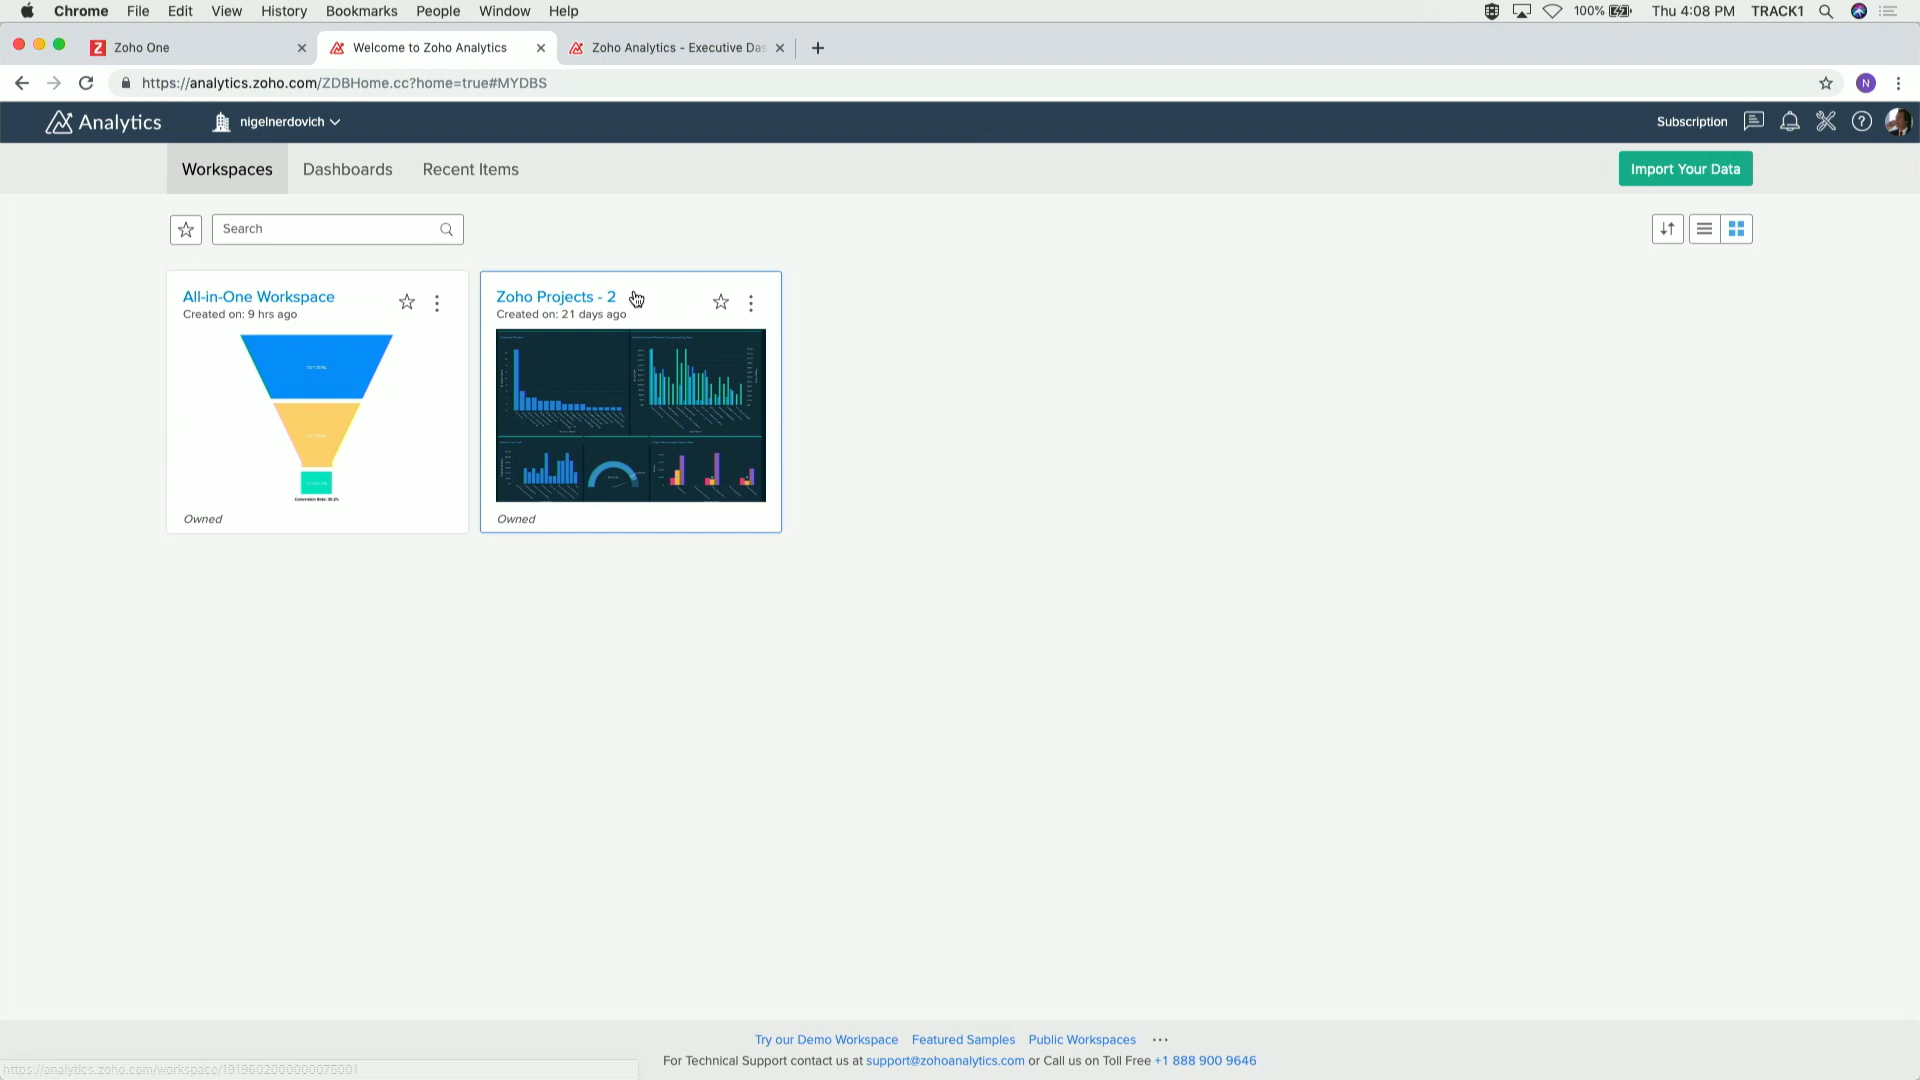 Chrome File Edit View History Bookmarks People Window Help 100% Thu 4:08 PM TRACK1
Zoho One Welcome to Zoho Analytics Zoho Analytics - Executive Das
https://analytics.zoho.com/ZDBHome.cc?home=true#MYDBS N
Analytics nigelnerdovich Subscription
Workspaces Dashboards Recent Items Import Your Data
Search
All-in-One Workspace
Created on: 9 hrs ago
Owned
Zoho Projects - 2
Created on: 21 days ago
Owned
Try our Demo Workspace Featured Samples Public Workspaces
For Technical Support contact us at support@zohoanalytics.com or Call us on Toll Free +1 888 900 9646